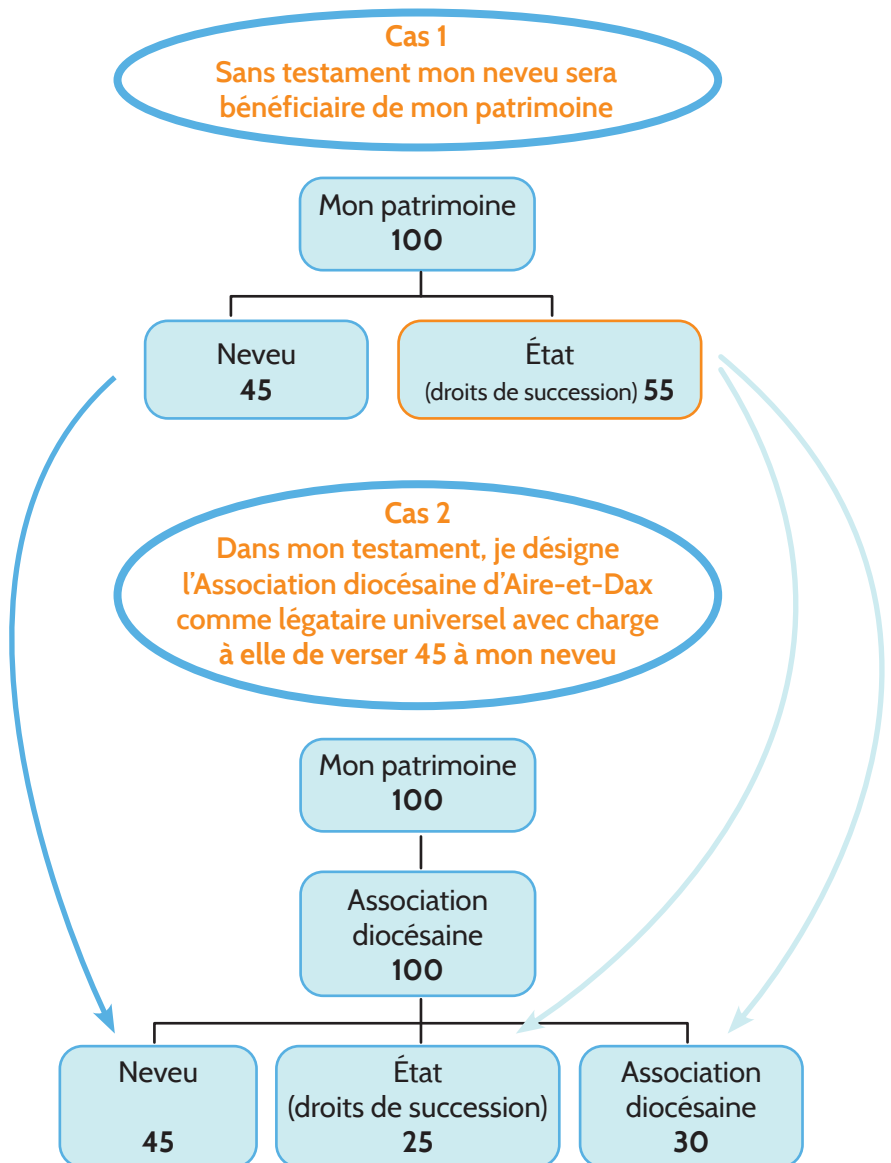 Cas 1
Sans testament mon neveu sera
bénéficiaire de mon patrimoine
Mon patrimoine
100
Neveu
45
État
(droits de succession) 55
Cas 2
Dans mon testament, je désigne
l'Association diocésaine d'Aire-et-Dax
comme légataire universel avec charge
à elle de verser 45 à mon neveu
Mon patrimoine
100
Association
diocésaine
100
Neveu
45
État
(droits de succession)
25
Association
diocésaine
30